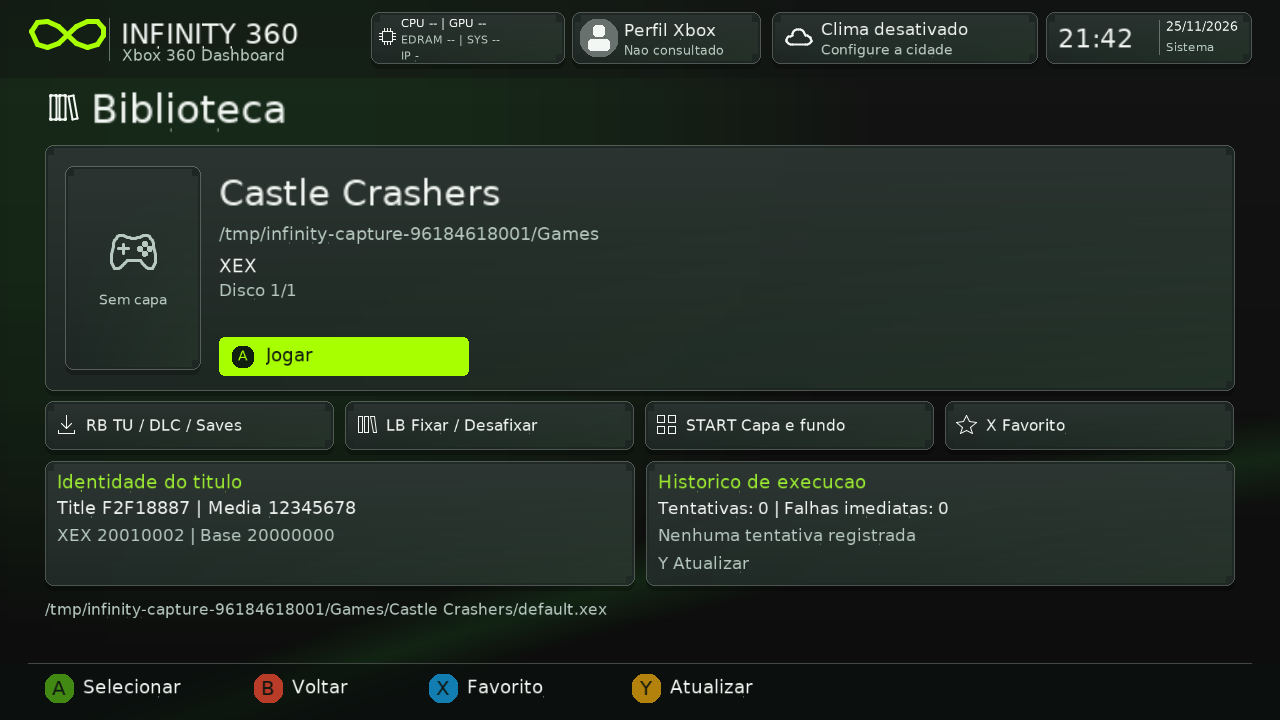 INFINITY 360
Xbox 360 Dashboard
CPU -- | GPU --
EDRAM -- | SYS --
IP -
Perfil Xbox
Nao consultado
Clima desativado
Configure a cidade
21:42
25/11/2026
Sistema
Biblioteca
Sem capa
Castle Crashers
/tmp/infinity-capture-96184618001/Games
XEX
Disco 1/1
A Jogar
RB TU / DLC / Saves
LB Fixar / Desafixar
START Capa e fundo
X Favorito
Identidade do titulo
Title F2F18887 | Media 12345678
XEX 20010002 | Base 20000000
Historico de execucao
Tentativas: 0 | Falhas imediatas: 0
Nenhuma tentativa registrada
Y Atualizar
/tmp/infinity-capture-96184618001/Games/Castle Crashers/default.xex
A Selecionar
B Voltar
X Favorito
Y Atualizar